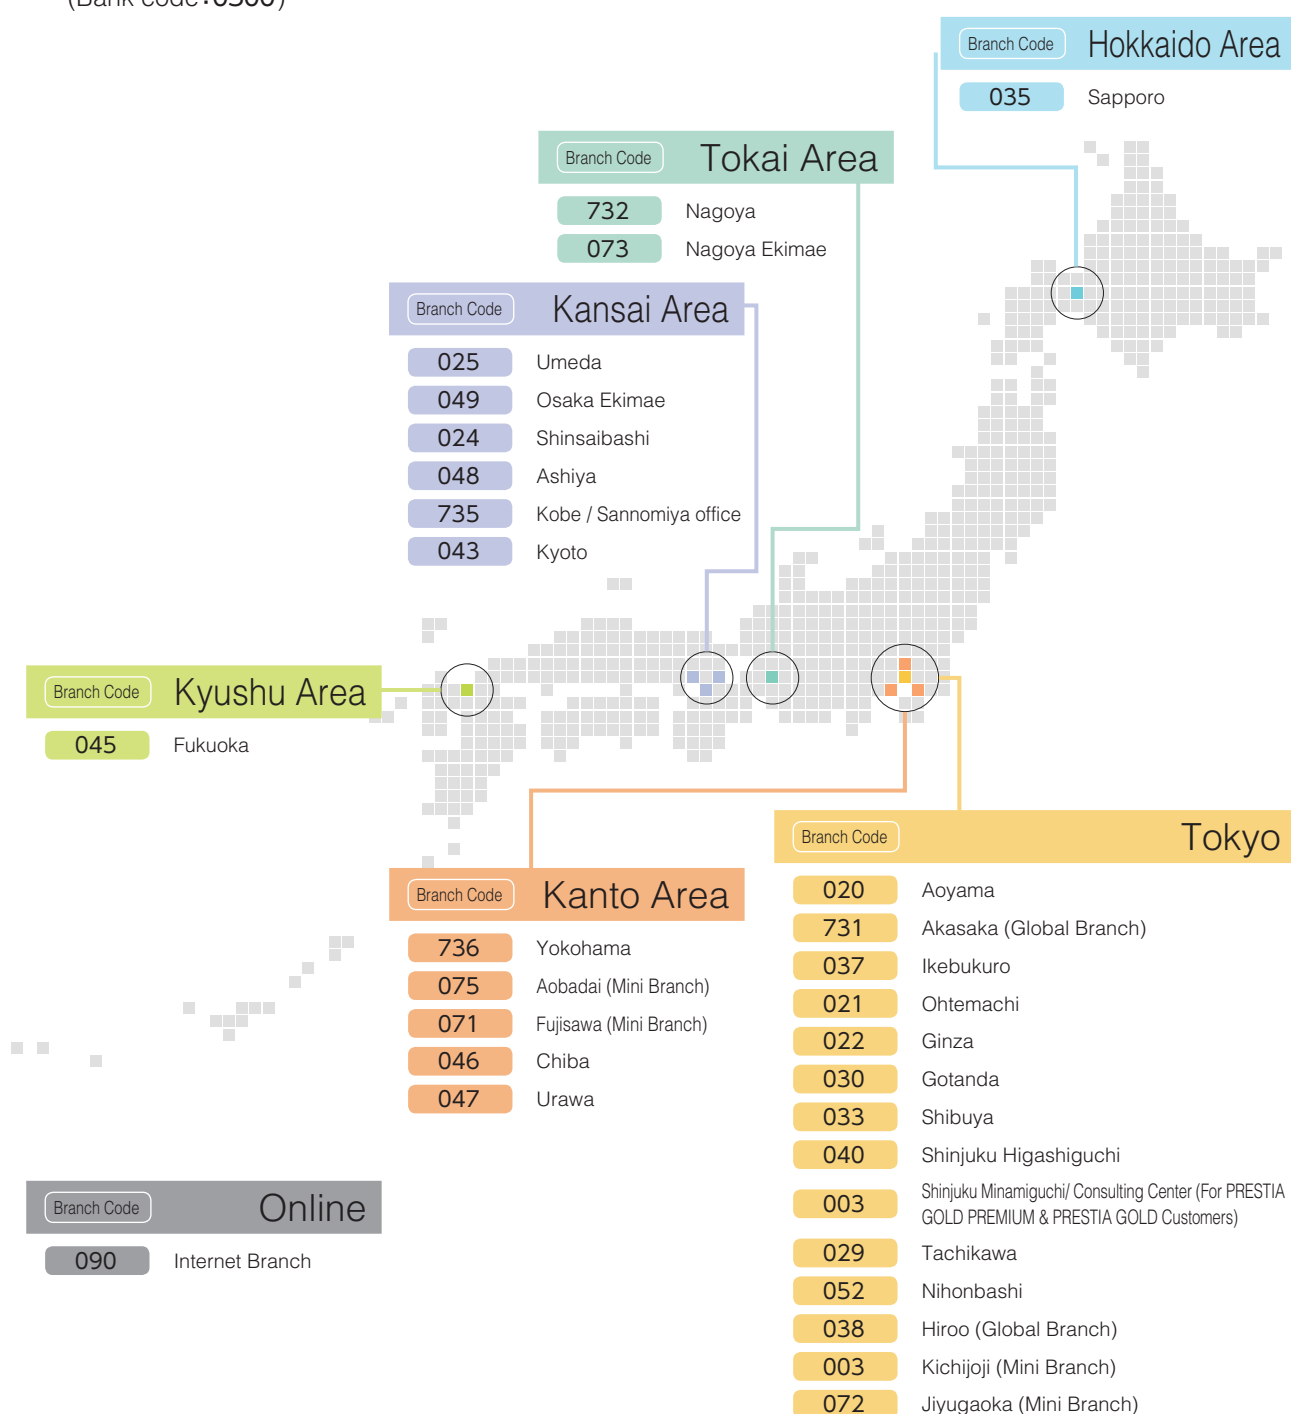 (Bank code:0300)
Branch Code Hokkaido Area
035 Sapporo
Branch Code Tokai Area
732 Nagoya
073 Nagoya Ekimae
Branch Code Kansai Area
025 Umeda
049 Osaka Ekimae
024 Shinsaibashi
048 Ashiya
735 Kobe / Sannomiya office
043 Kyoto
Branch Code Kyushu Area
045 Fukuoka
Branch Code Kanto Area
736 Yokohama
075 Aobadai (Mini Branch)
071 Fujisawa (Mini Branch)
046 Chiba
047 Urawa
Branch Code Tokyo
020 Aoyama
731 Akasaka (Global Branch)
037 Ikebukuro
021 Ohtemachi
022 Ginza
030 Gotanda
033 Shibuya
040 Shinjuku Higashiguchi
003 Shinjuku Minamiguchi/ Consulting Center (For PRESTIA
GOLD PREMIUM & PRESTIA GOLD Customers)
029 Tachikawa
052 Nihonbashi
038 Hiroo (Global Branch)
003 Kichijoji (Mini Branch)
072 Jiyugaoka (Mini Branch)
Branch Code Online
090 Internet Branch